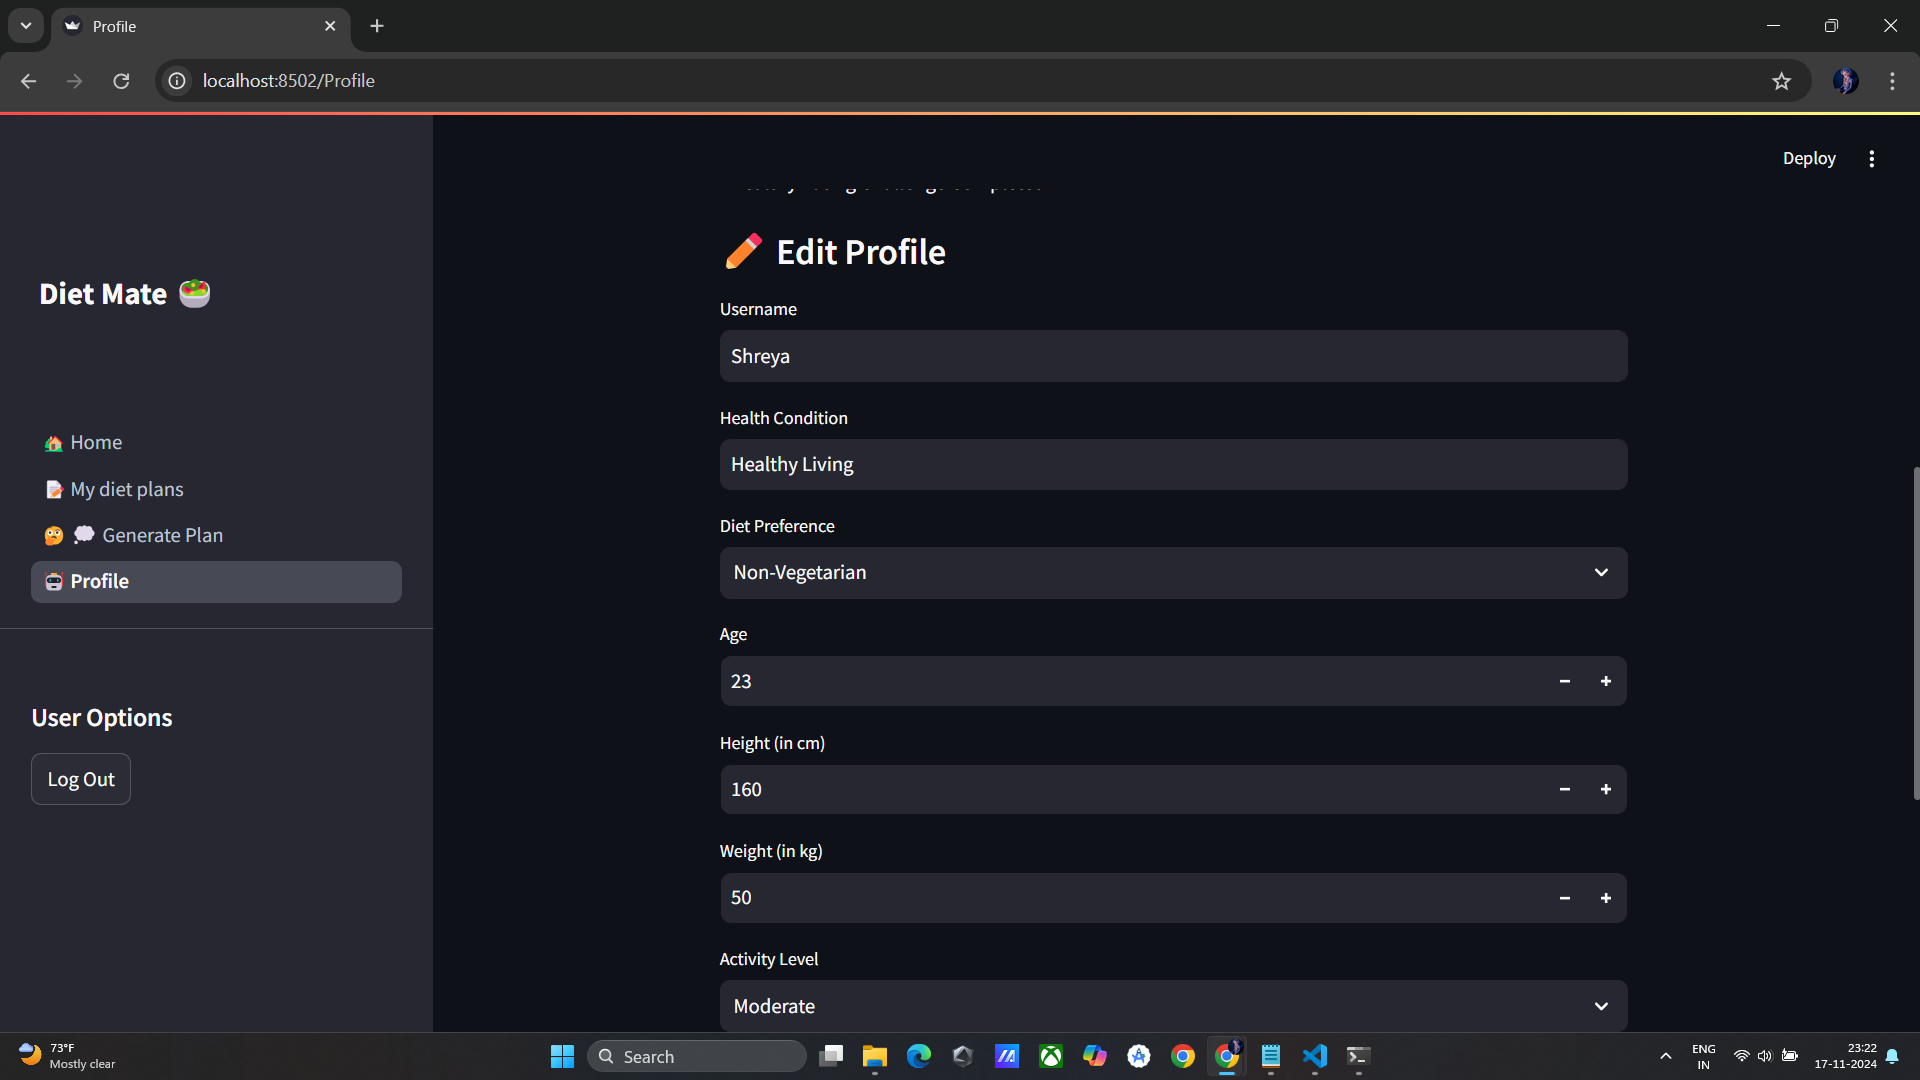 Profile
localhost:8502/Profile
Deploy
Diet Mate
Home
My diet plans
Generate Plan
Profile
User Options
Log Out
Edit Profile
Username
Shreya
Health Condition
Healthy Living
Diet Preference
Non-Vegetarian
Age
23
Height (in cm)
160
Weight (in kg)
50
Activity Level
Moderate
73°F
Mostly clear
Search
ENG
IN
23:22
17-11-2024